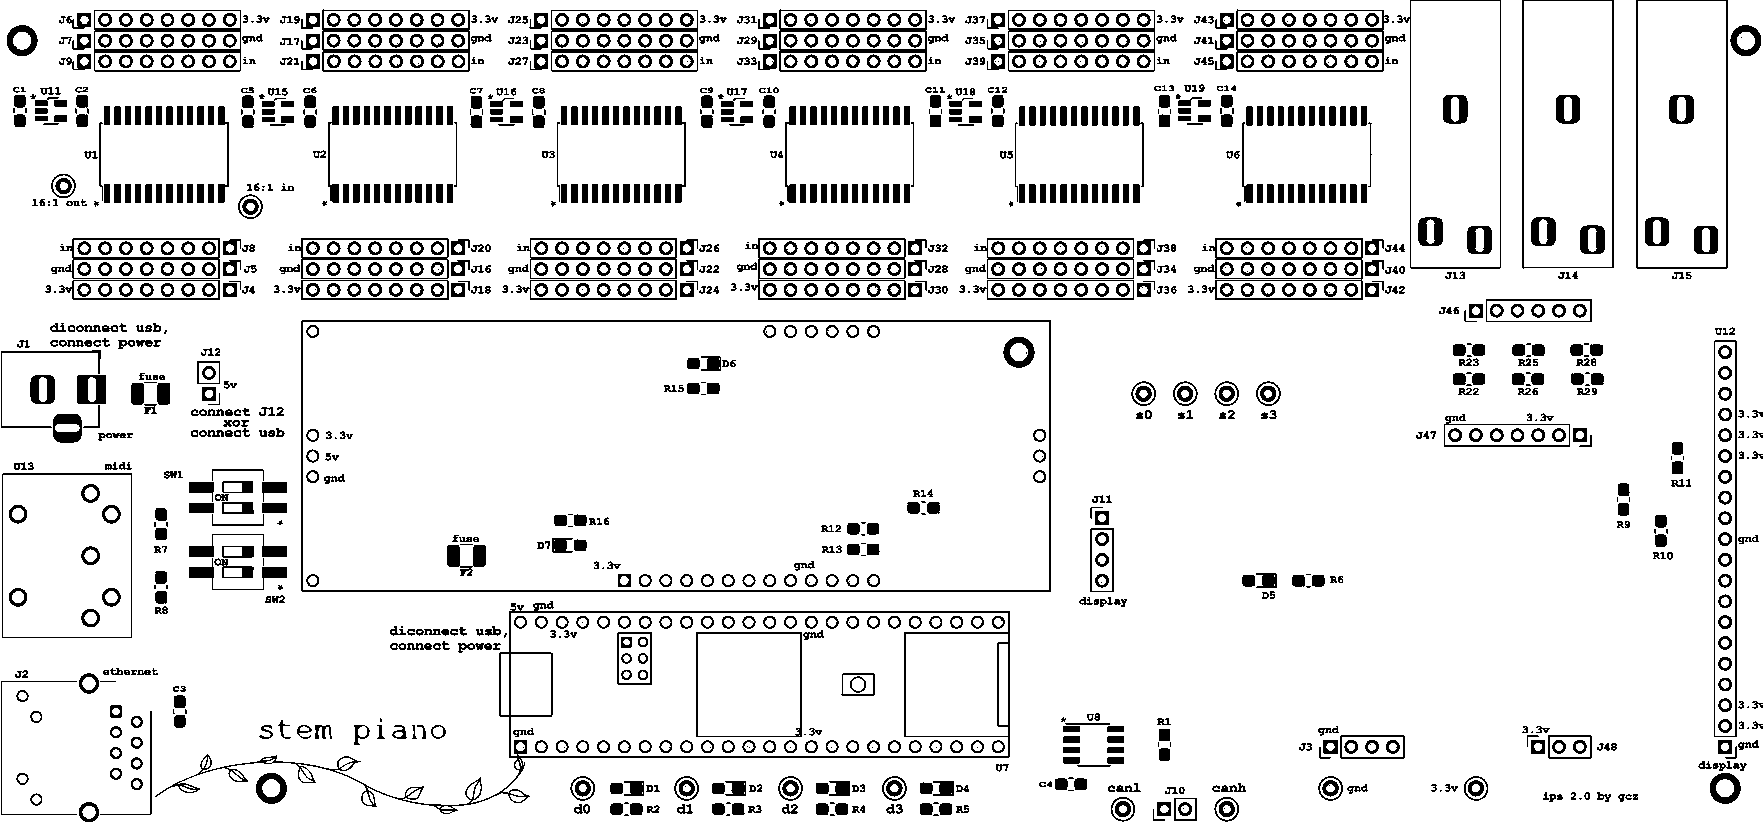 J6 3.3v J19 3.3v J25 3.3v J31 3.3v J37 3.3v J43 3.3v
J7 gnd J17 gnd J23 gnd J29 gnd J35 gnd J41 gnd
J9 in J21 in J27 in J33 in J39 in J45 in
C1 * U11 C2 C5 * U15 C6 C7 * U16 C8 C9 * U17 C10 C11 * U18 C12 C13 * U19 C14
U1 U2 U3 U4 U5 U6
16:1 in
16:1 out * * * * * *
in J8 in J20 in J26 in J32 in J38 in J44
gnd J5 gnd J16 gnd J22 gnd J28 gnd J34 gnd J40
3.3v J4 3.3v J18 3.3v J24 3.3v J30 3.3v J36 3.3v J42
J13 J14 J15
J46
diconnect usb,
connect power
J1 J12 U12
D6 R23 R25 R28
fuse 5v R15 R22 R26 R29
F1 connect J12
xor
connect usb
s0 s1 s2 s3
gnd 3.3v 3.3v
power 3.3v J47 3.3v
5v 3.3v
U13 midi SW1 gnd R11
ON R14 J11 R9
* R16 R12
R7 fuse D7 R13 R10 gnd
ON F2 3.3v gnd
* D5 R6
R8 SW2 display
5v gnd
diconnect usb, 3.3v gnd
connect power
J2 ethernet
C3
stem piano
gnd 3.3v * U8 R1 gnd 3.3v 3.3v
3.3v
J3 J48 gnd
U7 display
D1 D2 D3 D4 C4 canl J10 canh gnd 3.3v
d0 R2 d1 R3 d2 R4 d3 R5
ips 2.0 by gcz